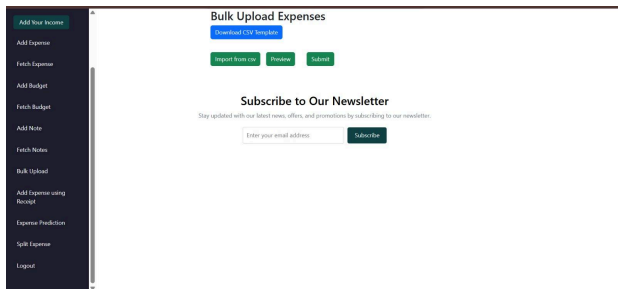 Add Your Income
Add Expense
Fetch Expense
Add Budget
Fetch Budget
Add Note
Fetch Notes
Bulk Upload
Add Expense using
Receipt
Expense Prediction
Split Expense
Logout
Bulk Upload Expenses
Download CSV Template
Import from csv Preview Submit
Subscribe to Our Newsletter
Stay updated with our latest news, offers, and promotions by subscribing to our newsletter.
Enter your email address Subscribe